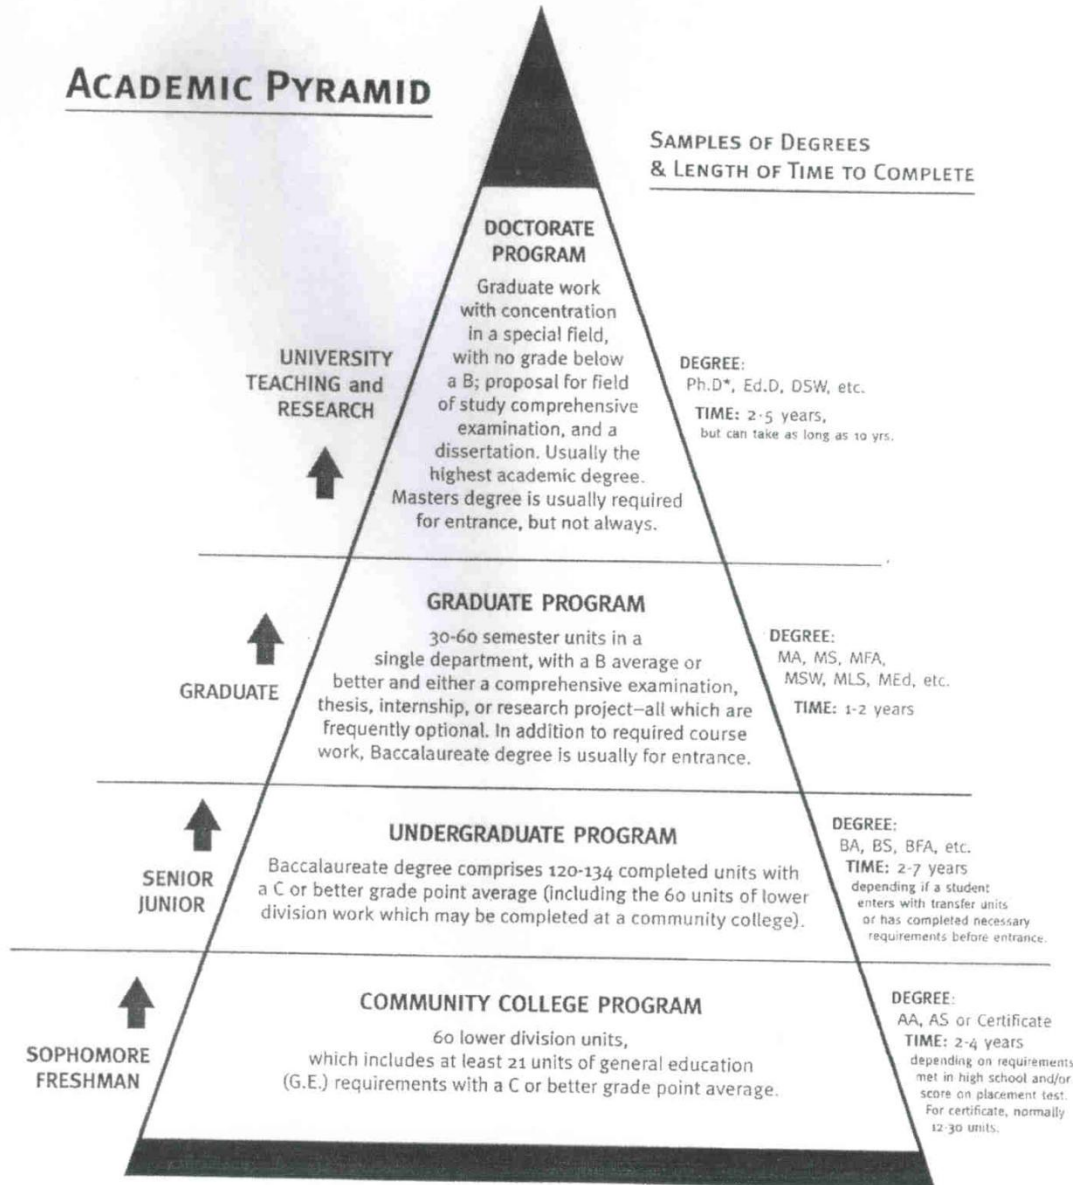 ACADEMIC PYRAMID
SAMPLES OF DEGREES
& LENGTH OF TIME TO COMPLETE
DOCTORATE
PROGRAM
Graduate work
with concentration
in a special field,
with no grade below
a B; proposal for field
of study comprehensive
examination, and a
dissertation. Usually the
highest academic degree.
Masters degree is usually required
for entrance, but not always.
UNIVERSITY
TEACHING and
RESEARCH
DEGREE:
Ph.D*, Ed.D, DSW, etc.
TIME: 2-5 years,
but can take as long as 10 yrs.
GRADUATE PROGRAM
30-60 semester units in a
single department, with a B average or
better and either a comprehensive examination,
thesis, internship, or research project—all which are
frequently optional. In addition to required course
work, Baccalaureate degree is usually for entrance.
GRADUATE
DEGREE:
MA, MS, MFA,
MSW, MLS, MEd, etc.
TIME: 1-2 years
UNDERGRADUATE PROGRAM
Baccalaureate degree comprises 120-134 completed units with
a C or better grade point average (including the 60 units of lower
division work which may be completed at a community college).
SENIOR
JUNIOR
DEGREE:
BA, BS, BFA, etc.
TIME: 2-7 years
depending if a student
enters with transfer units
or has completed necessary
requirements before entrance.
COMMUNITY COLLEGE PROGRAM
60 lower division units,
which includes at least 21 units of general education
(G.E.) requirements with a C or better grade point average.
SOPHOMORE
FRESHMAN
DEGREE:
AA, AS or Certificate
TIME: 2-4 years
depending on requirements
met in high school and/or
score on placement test.
For certificate, normally
12-30 units.